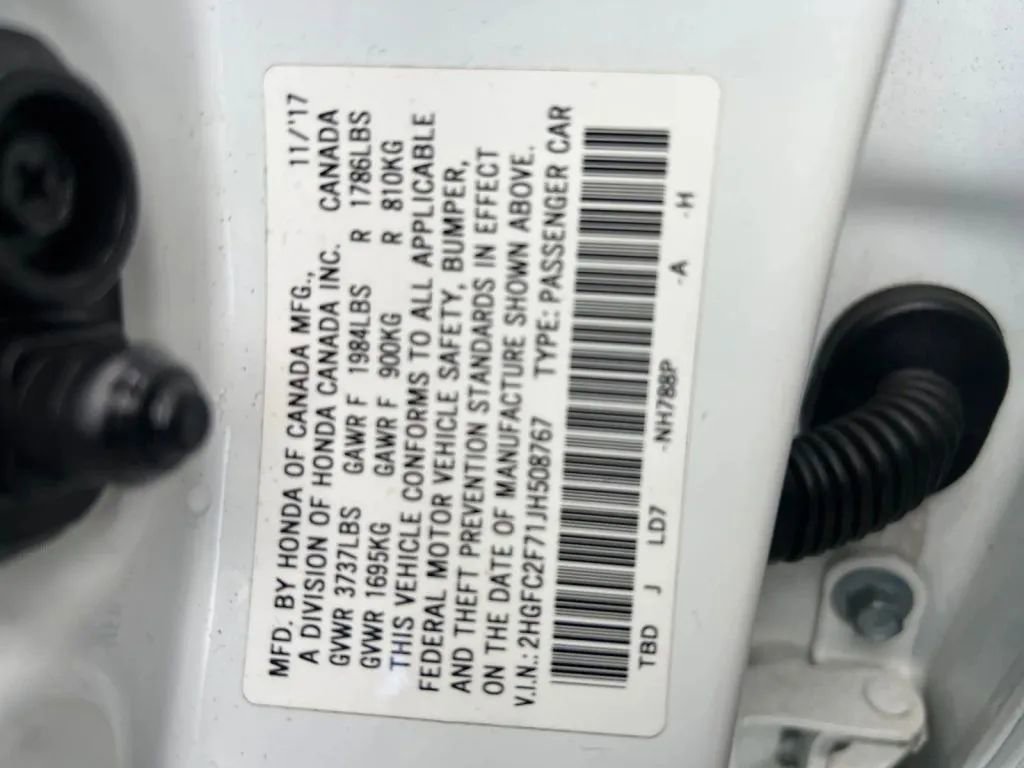 MFD. BY HONDA OF CANADA MFG., 11/'17
A DIVISION OF HONDA CANADA INC. CANADA
GVWR 3737LBS GAWR F 1984LBS R 1786LBS
GVWR 1695KG GAWR F 900KG R 810KG
THIS VEHICLE CONFORMS TO ALL APPLICABLE
FEDERAL MOTOR VEHICLE SAFETY, BUMPER,
AND THEFT PREVENTION STANDARDS IN EFFECT
ON THE DATE OF MANUFACTURE SHOWN ABOVE.
V.I.N.: 2HGFC2F71JH508767 TYPE: PASSENGER CAR
TBD J LD7 -NH788P -A -H